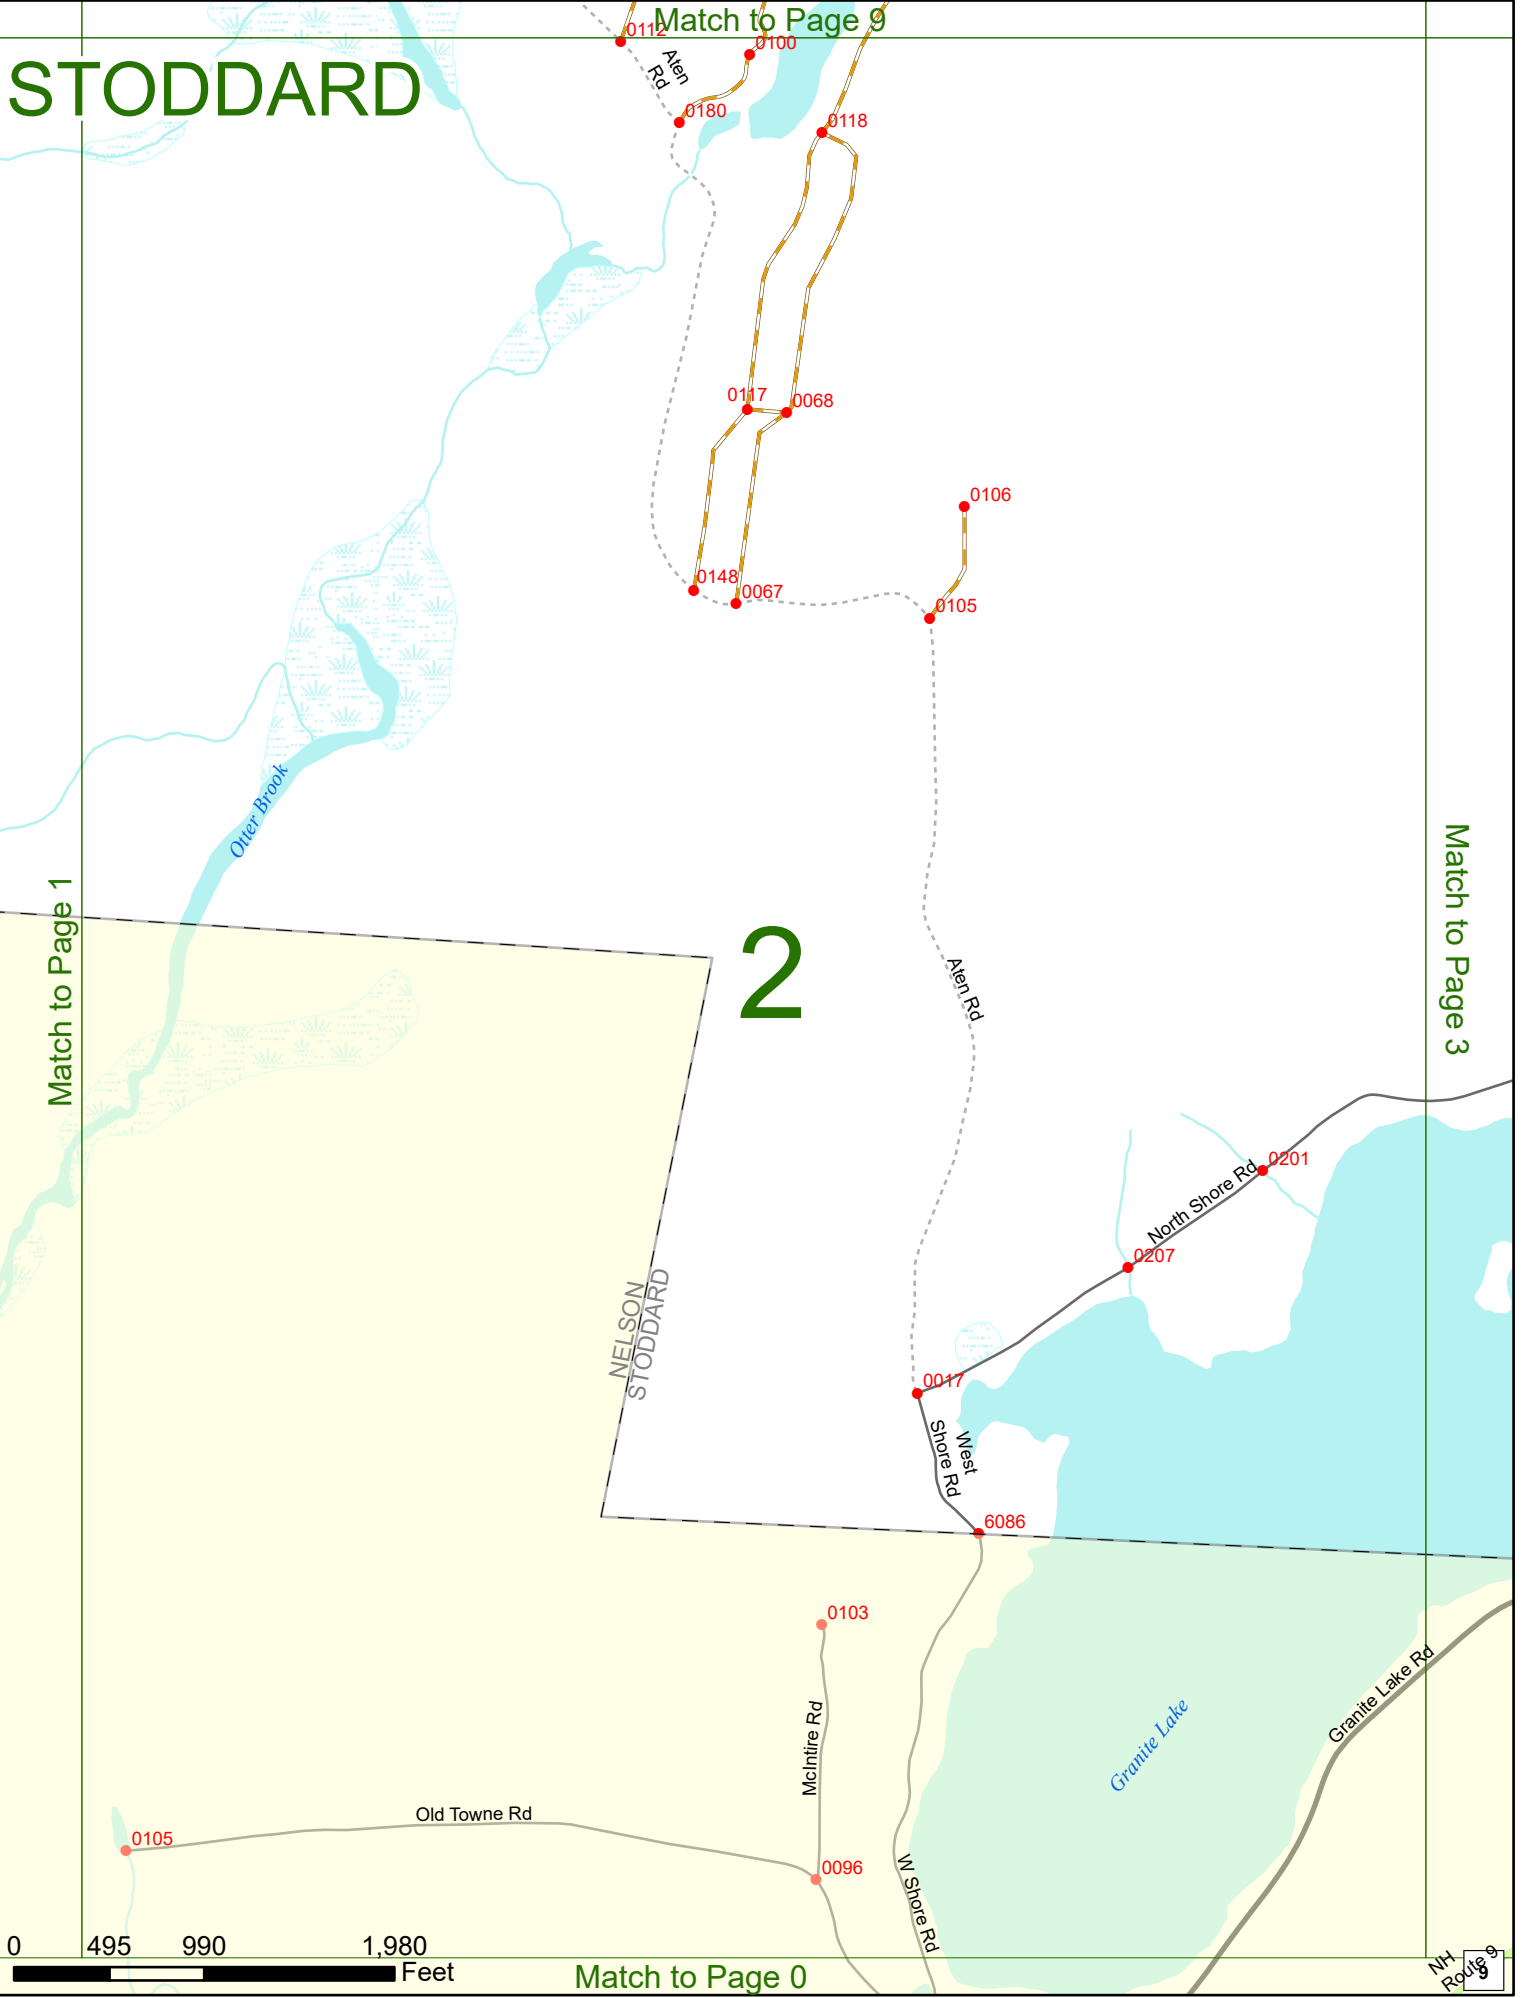 Match to Page 9
STODDARD
0112
Aten
Rd
0100
0180
0118
0117
0068
0106
0148
0067
0105
Otter Brook
Match to Page 1
2
Match to Page 3
Aten Rd
0201
North Shore Rd
0207
NELSON
STODDARD
0017
West
Shore Rd
6086
0103
McIntire Rd
Granite Lake
Granite Lake Rd
Old Towne Rd
0105
0096
W Shore Rd
0 495 990 1,980
Feet
Match to Page 0
NH
Route 9
9